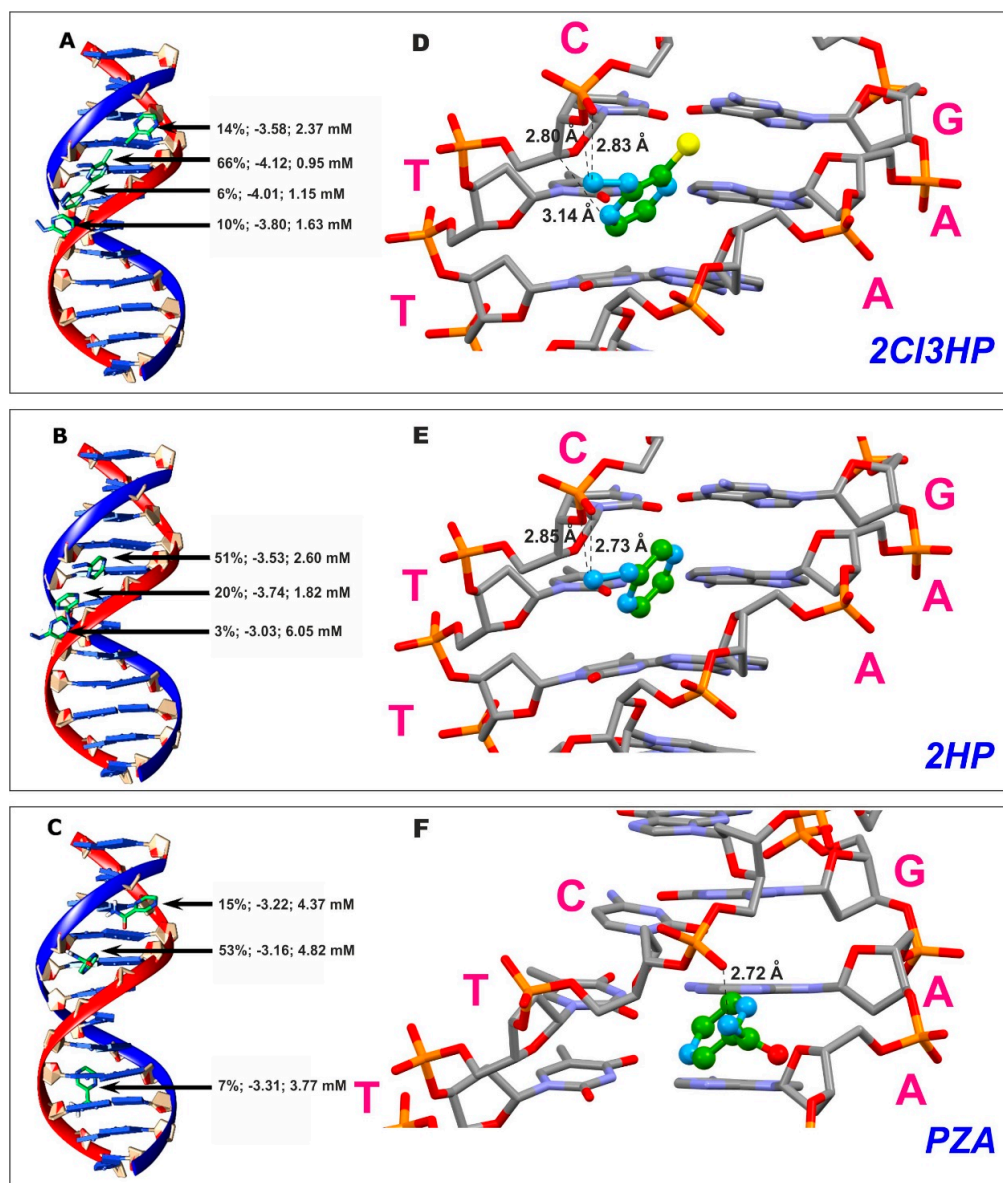 A
14%; -3.58; 2.37 mM
66%; -4.12; 0.95 mM
6%; -4.01; 1.15 mM
10%; -3.80; 1.63 mM
D
C
2.80 Å
2.83 Å
G
T
3.14 Å
A
T
A
2Cl3HP
B
51%; -3.53; 2.60 mM
20%; -3.74; 1.82 mM
3%; -3.03; 6.05 mM
E
C
G
2.85 Å
2.73 Å
T
A
T
A
2HP
C
15%; -3.22; 4.37 mM
53%; -3.16; 4.82 mM
7%; -3.31; 3.77 mM
F
G
C
2.72 Å
T
A
T
A
PZA